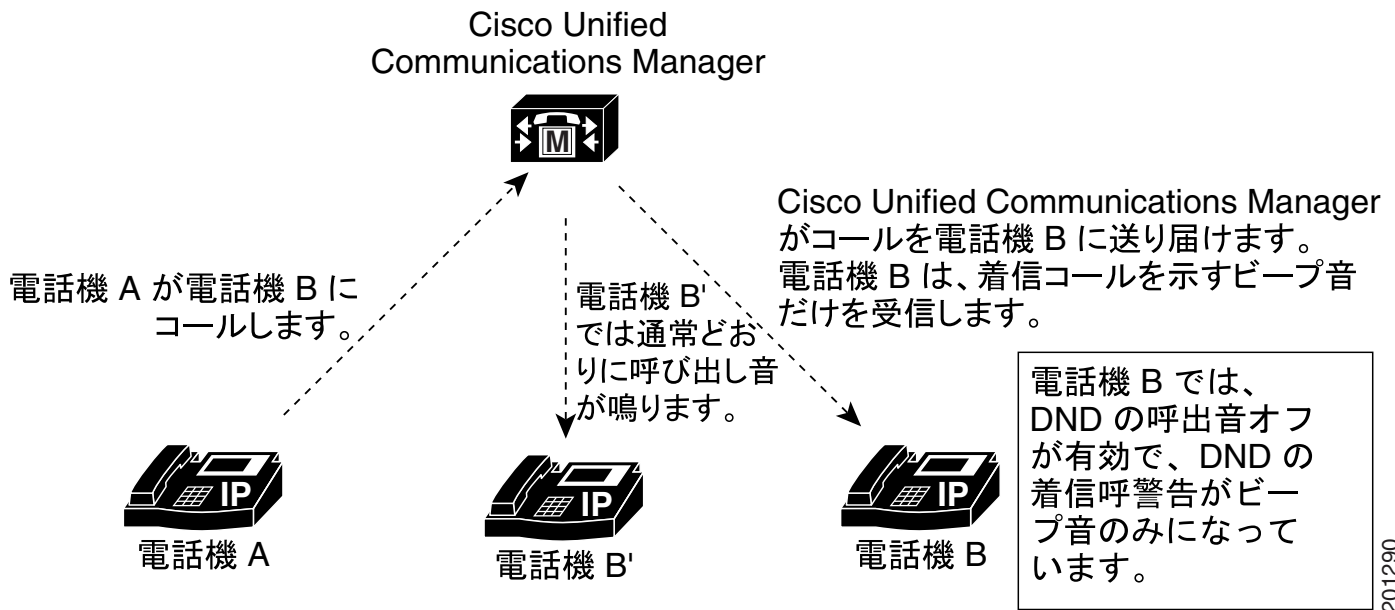 Cisco Unified
Communications Manager
M
Cisco Unified Communications Manager
がコールを電話機 B に送り届けます。
電話機 B は、着信コールを示すビープ音
だけを受信します。
電話機 A が電話機 B に
コールします。
電話機 B'
では通常どお
りに呼び出し音
が鳴ります。
電話機 B では、
DND の呼出音オフ
が有効で、DND の
着信呼警告がビー
プ音のみになって
います。
IP
IP
IP
電話機 A
電話機 B'
電話機 B
201290